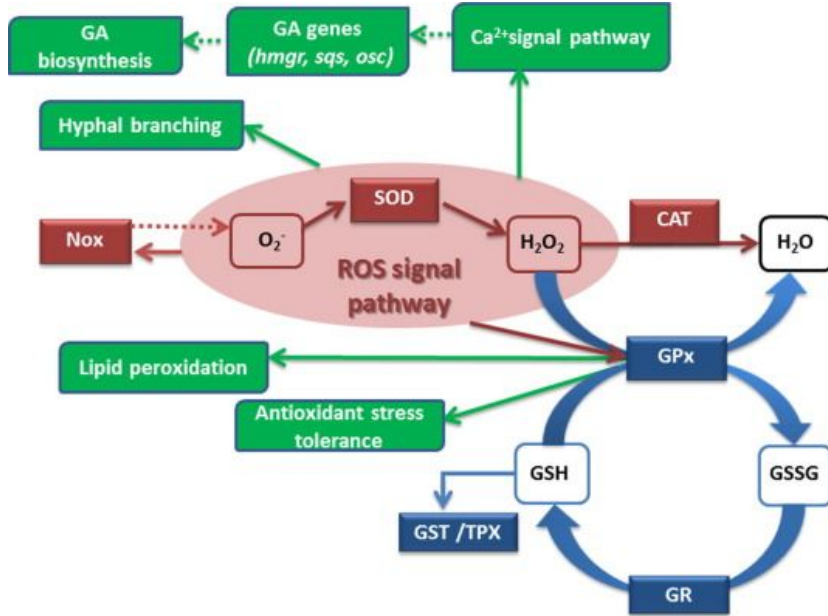 GA
biosynthesis
GA genes
(hmgr, sqs, osc)
Ca²⁺signal pathway
Hyphal branching
SOD
CAT
Nox
O₂⁻
H₂O₂
H₂O
ROS signal
pathway
Lipid peroxidation
GPx
Antioxidant stress
tolerance
GSH
GSSG
GST /TPX
GR